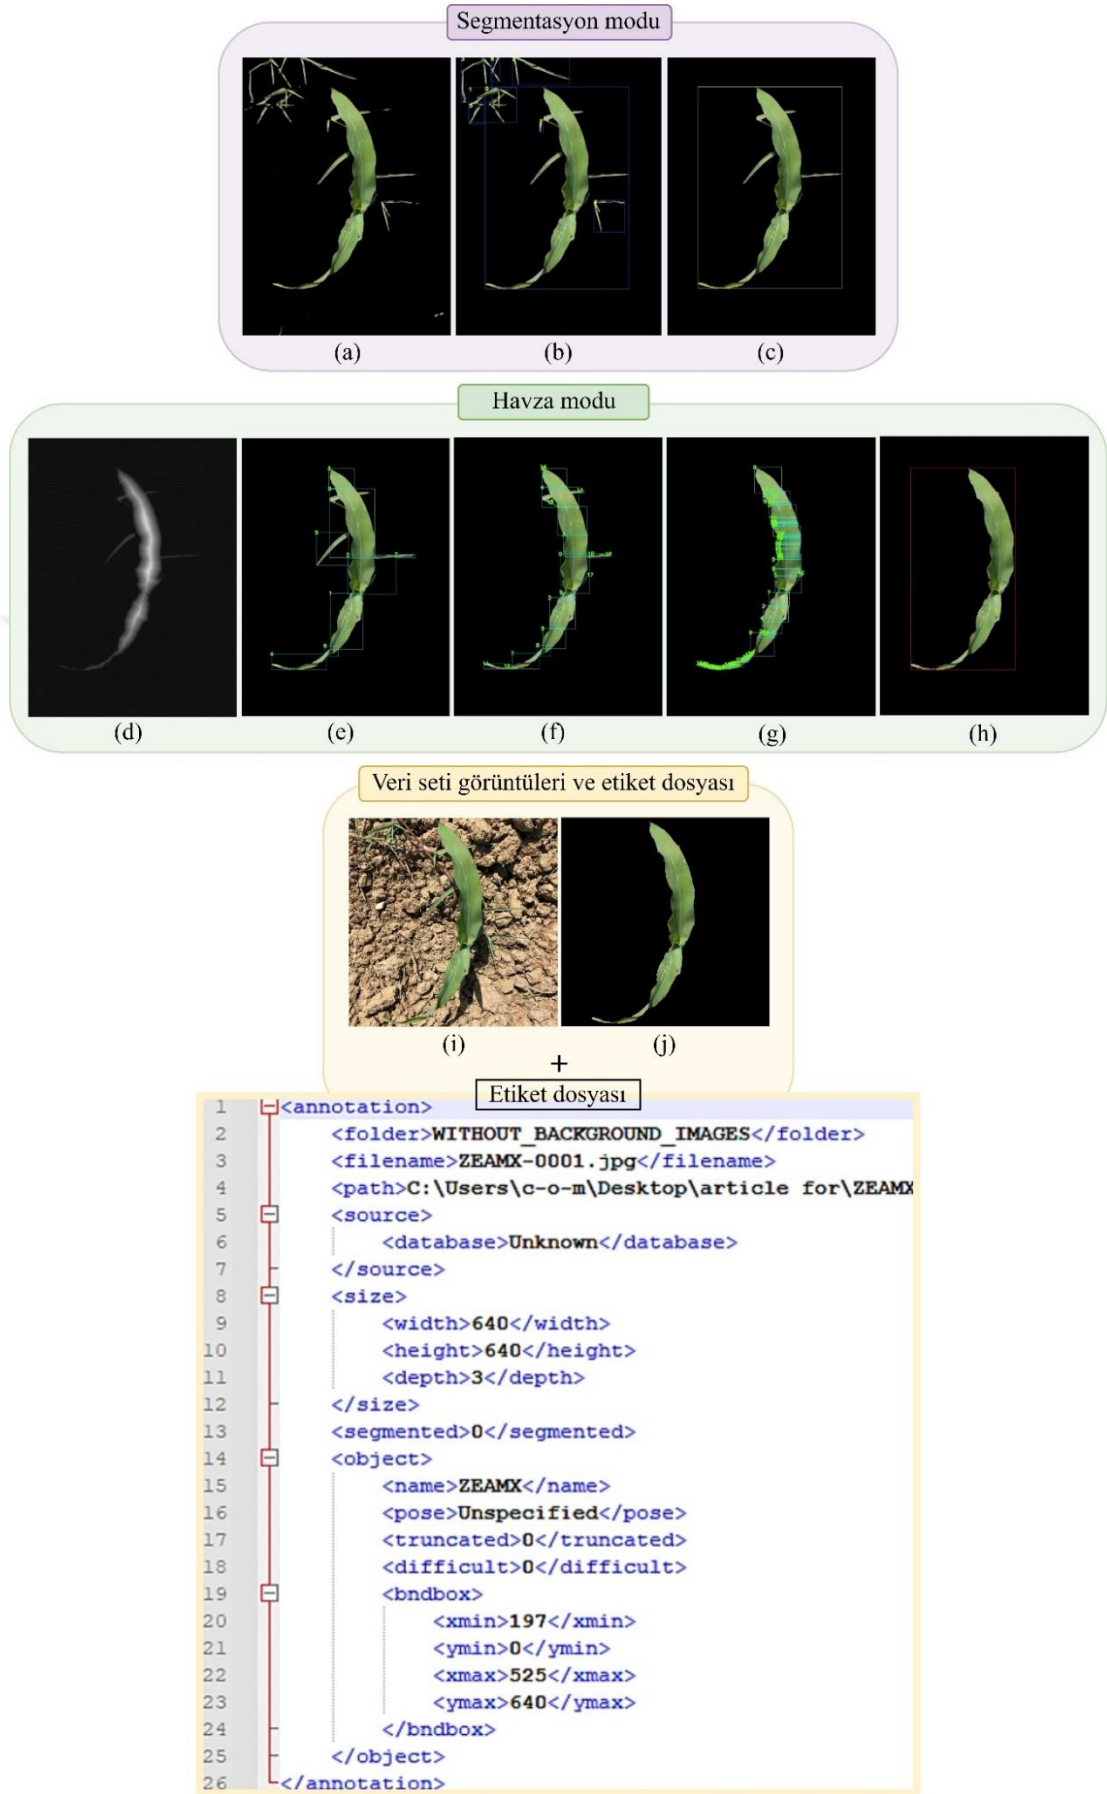 Segmentasyon modu
(a) (b) (c)
Havza modu
(d) (e) (f) (g) (h)
Veri seti görüntüleri ve etiket dosyası
(i) (j)
+
Etiket dosyası
1 <annotation>
2 <folder>WITHOUT_BACKGROUND_IMAGES</folder>
3 <filename>ZEAMX-0001.jpg</filename>
4 <path>C:\Users\c-o-m\Desktop\article for\ZEAMX
5 <source>
6 <database>Unknown</database>
7 </source>
8 <size>
9 <width>640</width>
10 <height>640</height>
11 <depth>3</depth>
12 </size>
13 <segmented>0</segmented>
14 <object>
15 <name>ZEAMX</name>
16 <pose>Unspecified</pose>
17 <truncated>0</truncated>
18 <difficult>0</difficult>
19 <bndbox>
20 <xmin>197</xmin>
21 <ymin>0</ymin>
22 <xmax>525</xmax>
23 <ymax>640</ymax>
24 </bndbox>
25 </object>
26 </annotation>